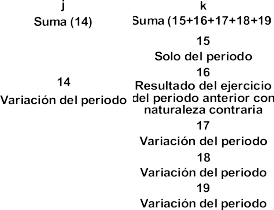 j
Suma (14)
14
Variación del periodo
k
Suma (15+16+17+18+19
15
Solo del periodo
16
Resultado del ejercicio
del periodo anterior con
naturaleza contraria
17
Variación del periodo
18
Variación del periodo
19
Variación del periodo